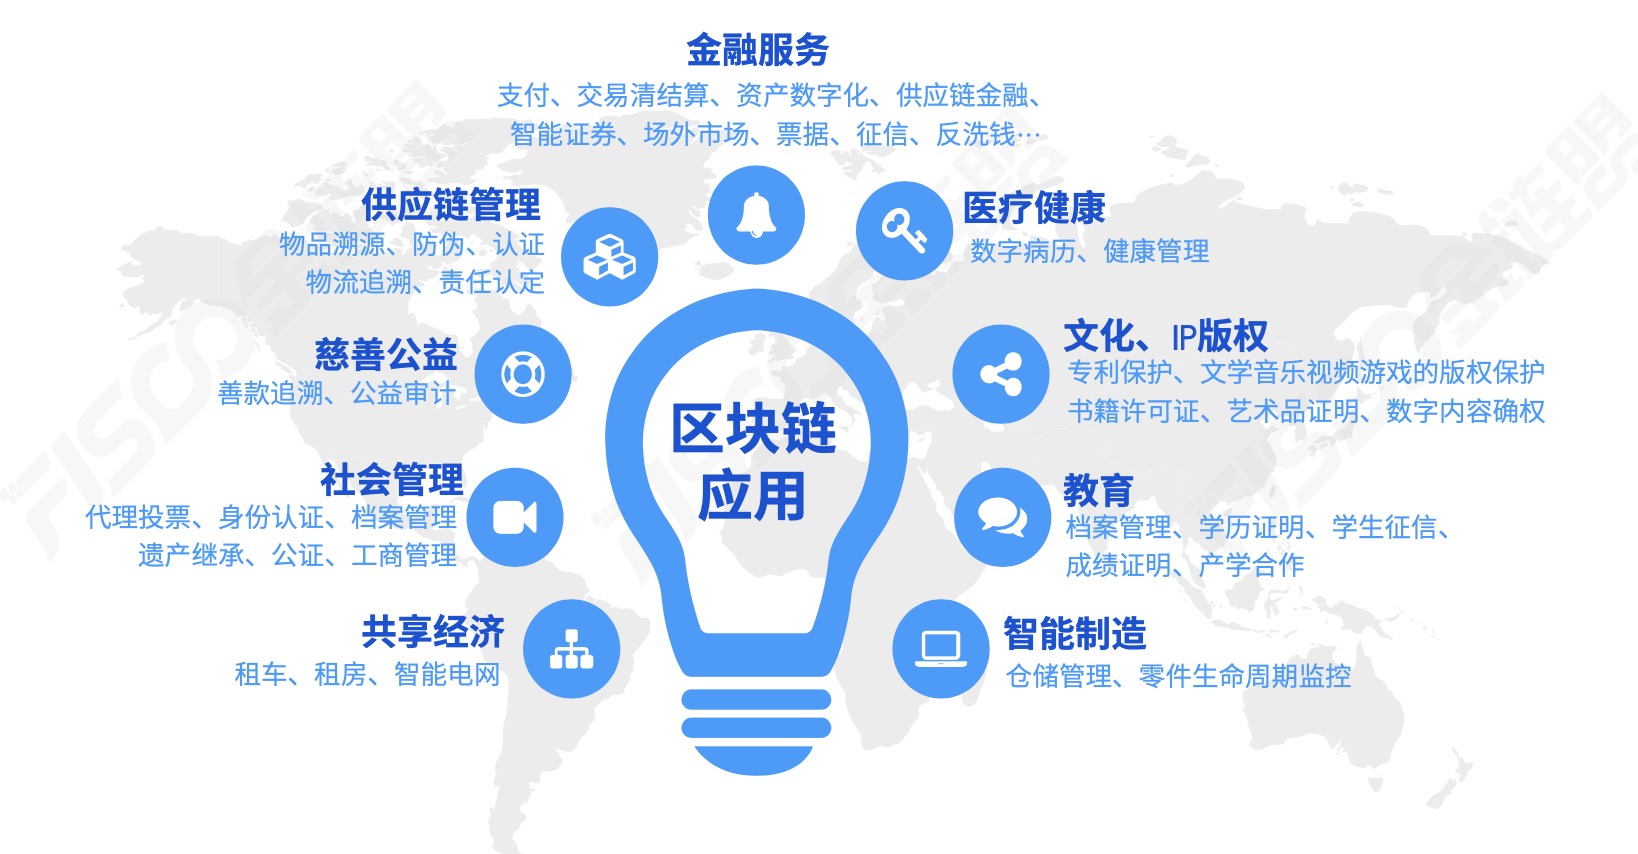 金融服务
支付、交易清结算、资产数字化、供应链金融、
智能证券、场外市场、票据、征信、反洗钱…
供应链管理
物品溯源、防伪、认证
物流追溯、责任认定
医疗健康
数字病历、健康管理
慈善公益
善款追溯、公益审计
文化、IP版权
专利保护、文学音乐视频游戏的版权保护
书籍许可证、艺术品证明、数字内容确权
区块链
应用
社会管理
代理投票、身份认证、档案管理
遗产继承、公证、工商管理
教育
档案管理、学历证明、学生征信、
成绩证明、产学合作
共享经济
租车、租房、智能电网
智能制造
仓储管理、零件生命周期监控